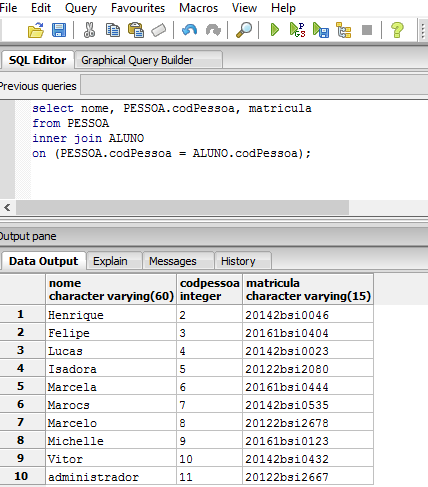 File Edit Query Favourites Macros View Help
SQL Editor Graphical Query Builder
Previous queries
select nome, PESSOA.codPessoa, matricula
from PESSOA
inner join ALUNO
on (PESSOA.codPessoa = ALUNO.codPessoa);
Output pane
Data Output Explain Messages History
nome codpessoa matricula
character varying(60) integer character varying(15)
1 Henrique 2 20142bsi0046
2 Felipe 3 20161bsi0404
3 Lucas 4 20142bsi0023
4 Isadora 5 20122bsi2080
5 Marcela 6 20161bsi0444
6 Marocs 7 20142bsi0535
7 Marcelo 8 20122bsi2678
8 Michelle 9 20161bsi0123
9 Vitor 10 20142bsi0432
10 administrador 11 20122bsi2667